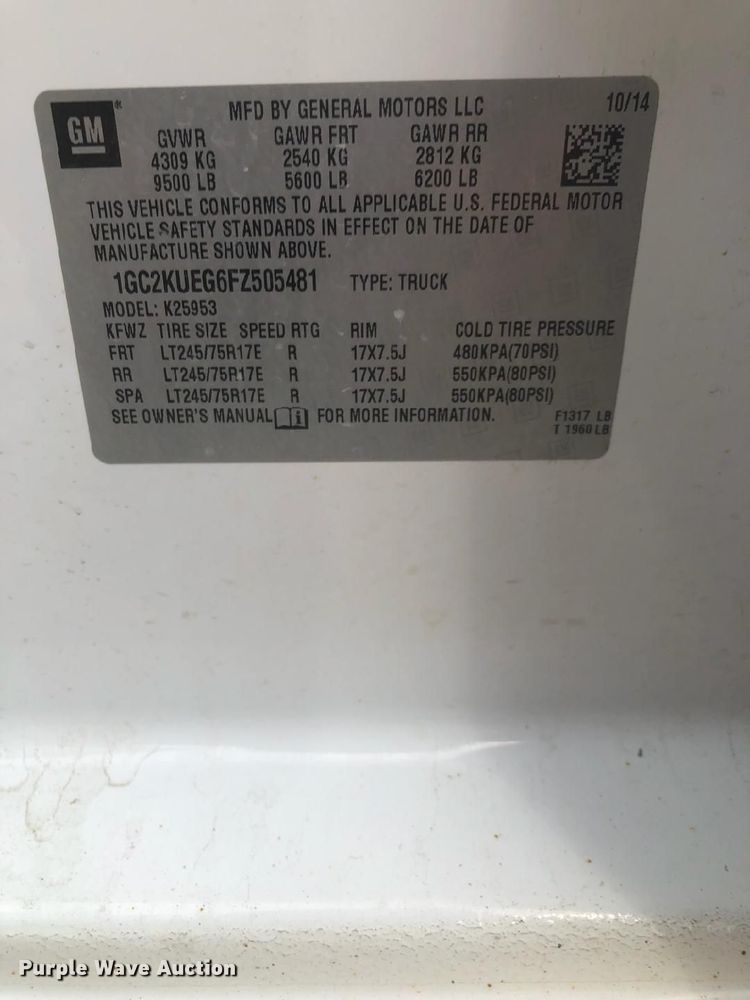 GM
MFD BY GENERAL MOTORS LLC 10/14
GVWR GAWR FRT GAWR RR
4309 KG 2540 KG 2812 KG
9500 LB 5600 LB 6200 LB
THIS VEHICLE CONFORMS TO ALL APPLICABLE U.S. FEDERAL MOTOR
VEHICLE SAFETY STANDARDS IN EFFECT ON THE DATE OF
MANUFACTURE SHOWN ABOVE.
1GC2KUEG6FZ505481 TYPE: TRUCK
MODEL: K25953
KFWZ TIRE SIZE SPEED RTG RIM COLD TIRE PRESSURE
FRT LT245/75R17E R 17X7.5J 480KPA(70PSI)
RR LT245/75R17E R 17X7.5J 550KPA(80PSI)
SPA LT245/75R17E R 17X7.5J 550KPA(80PSI)
SEE OWNER'S MANUAL FOR MORE INFORMATION. F1317 LB
T 1960 LB
Purple Wave Auction